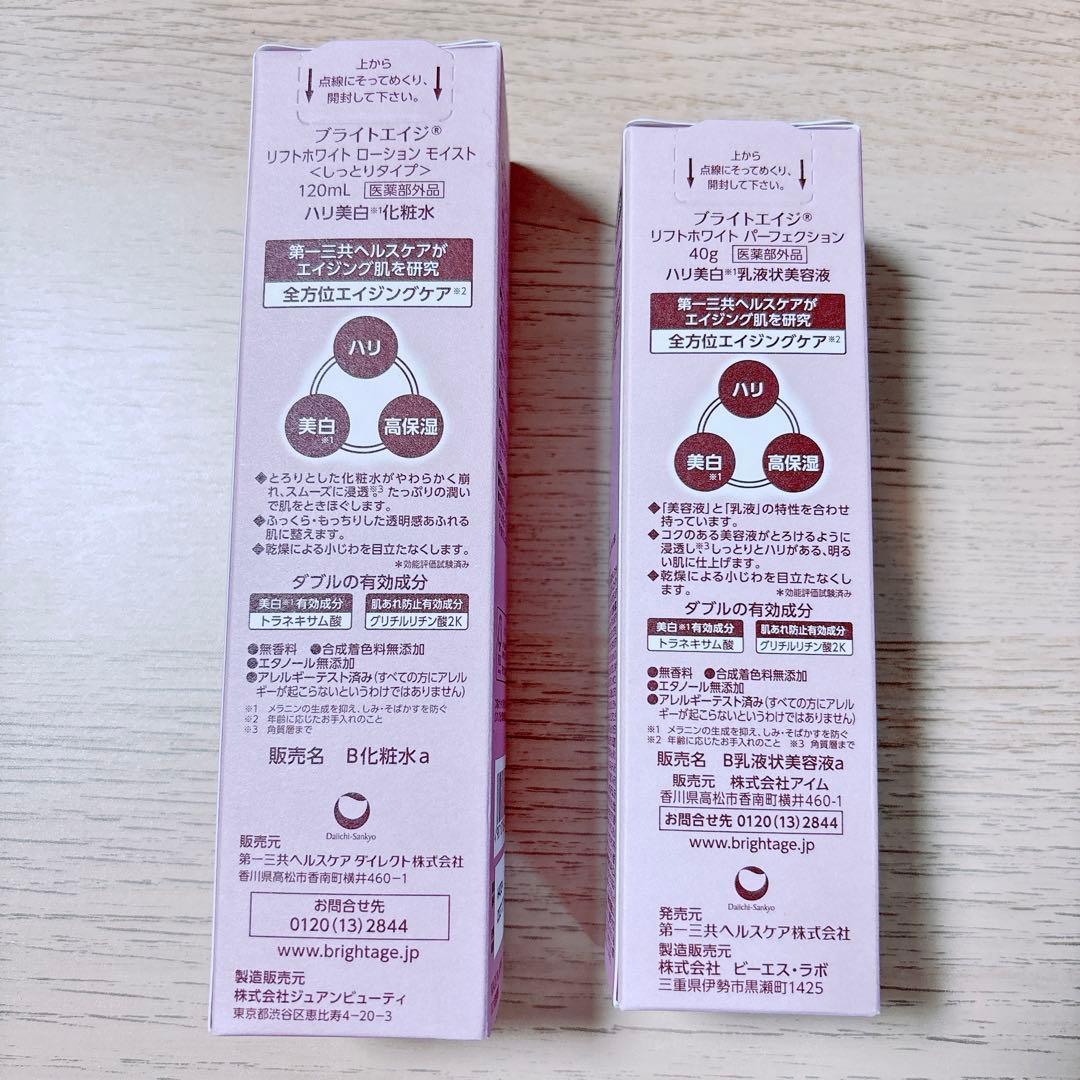 上から
点線にそってめくり、
開封して下さい。
ブライトエイジ®
リフトホワイト ローション モイスト
<しっとりタイプ>
120mL 医薬部外品
ハリ美白※1化粧水
第一三共ヘルスケアが
エイジング肌を研究
全方位エイジングケア※2
ハリ
美白※1
高保湿
◆とろりとした化粧水がやわらかく崩
れ、スムーズに浸透※3。たっぷりの潤い
で肌をときほぐします。
◆ふっくら・もっちりした透明感あふれる
肌に整えます。
◆乾燥による小じわを目立たなくします。
＊効能評価試験済み
ダブルの有効成分
美白※1有効成分
トラネキサム酸
肌あれ防止有効成分
グリチルリチン酸2K
●無香料 ●合成着色料無添加
●エタノール無添加
●アレルギーテスト済み(すべての方にアレル
ギーが起こらないというわけではありません)
※1 メラニンの生成を抑え、しみ・そばかすを防ぐ
※2 年齢に応じたお手入れのこと
※3 角質層まで
販売名 B化粧水a
Daiichi-Sankyo
販売元
第一三共ヘルスケア ダイレクト株式会社
香川県高松市香南町横井460-1
お問合せ先
0120(13)2844
www.brightage.jp
製造販売元
株式会社ジュアンビューティ
東京都渋谷区恵比寿4-20-3
上から
点線にそってめくり、
開封して下さい。
ブライトエイジ®
リフトホワイト パーフェクション
40g 医薬部外品
ハリ美白※1乳液状美容液
第一三共ヘルスケアが
エイジング肌を研究
全方位エイジングケア※2
ハリ
美白※1
高保湿
◆「美容液」と「乳液」の特性を合わせ
持っています。
◆コクのある美容液がとろけるように
浸透し※3しっとりとハリがある、明る
い肌に仕上げます。
◆乾燥による小じわを目立たなくし
ます。 ＊効能評価試験済み
ダブルの有効成分
美白※1有効成分
トラネキサム酸
肌あれ防止有効成分
グリチルリチン酸2K
●無香料 ●合成着色料無添加
●エタノール無添加
●アレルギーテスト済み(すべての方にアレル
ギーが起こらないというわけではありません)
※1 メラニンの生成を抑え、しみ・そばかすを防ぐ
※2 年齢に応じたお手入れのこと ※3 角質層まで
販売名 B乳液状美容液a
販売元 株式会社アイム
香川県高松市香南町横井460-1
お問合せ先 0120(13)2844
www.brightage.jp
Daiichi-Sankyo
発売元
第一三共ヘルスケア株式会社
製造販売元
株式会社 ビーエス・ラボ
三重県伊勢市黒瀬町1425